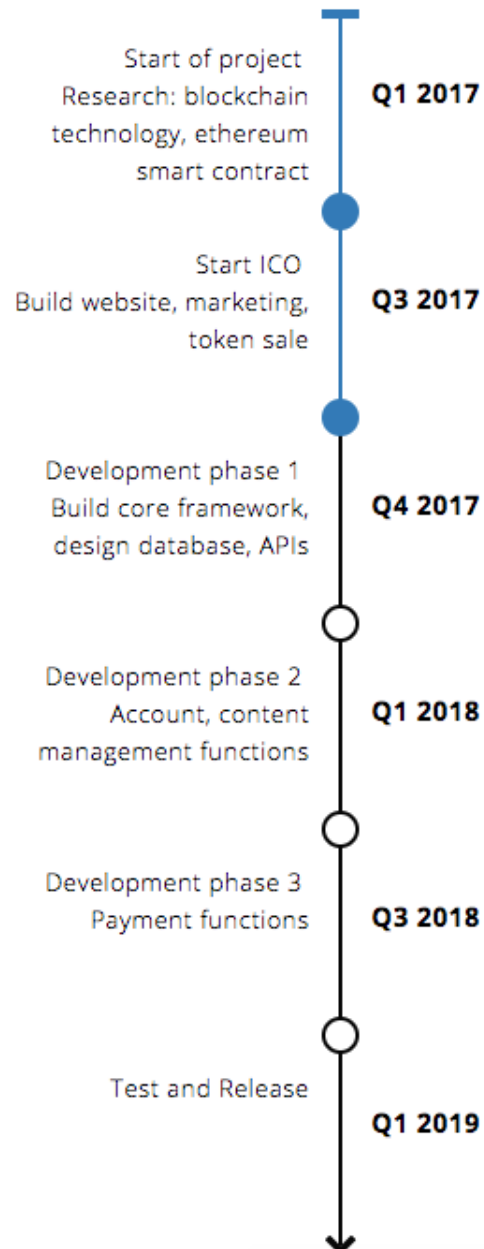 Start of project
Research: blockchain
technology, ethereum
smart contract
Q1 2017
Start ICO
Build website, marketing,
token sale
Q3 2017
Development phase 1
Build core framework,
design database, APIs
Q4 2017
Development phase 2
Account, content
management functions
Q1 2018
Development phase 3
Payment functions
Q3 2018
Test and Release
Q1 2019